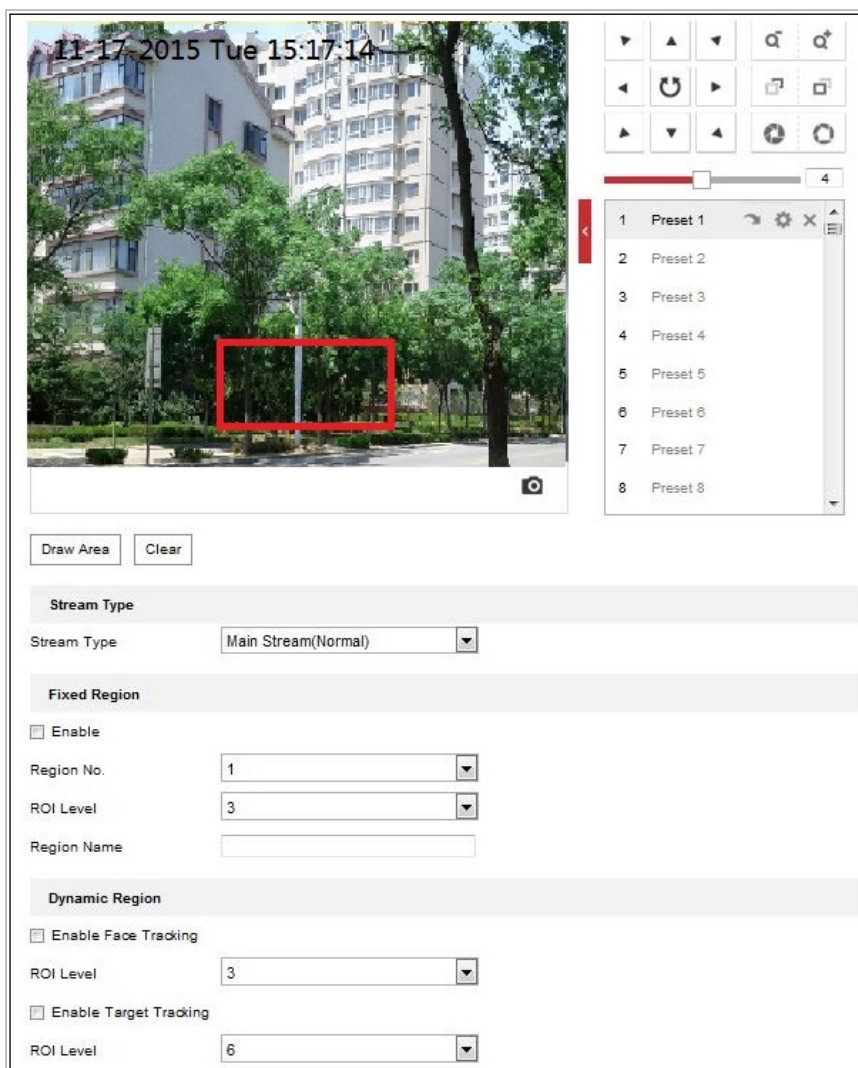 11-17-2015 Tue 15:17:14
4
1 Preset 1
2 Preset 2
3 Preset 3
4 Preset 4
5 Preset 5
6 Preset 6
7 Preset 7
8 Preset 8
Draw Area Clear
Stream Type
Stream Type Main Stream(Normal)
Fixed Region
Enable
Region No. 1
ROI Level 3
Region Name
Dynamic Region
Enable Face Tracking
ROI Level 3
Enable Target Tracking
ROI Level 6